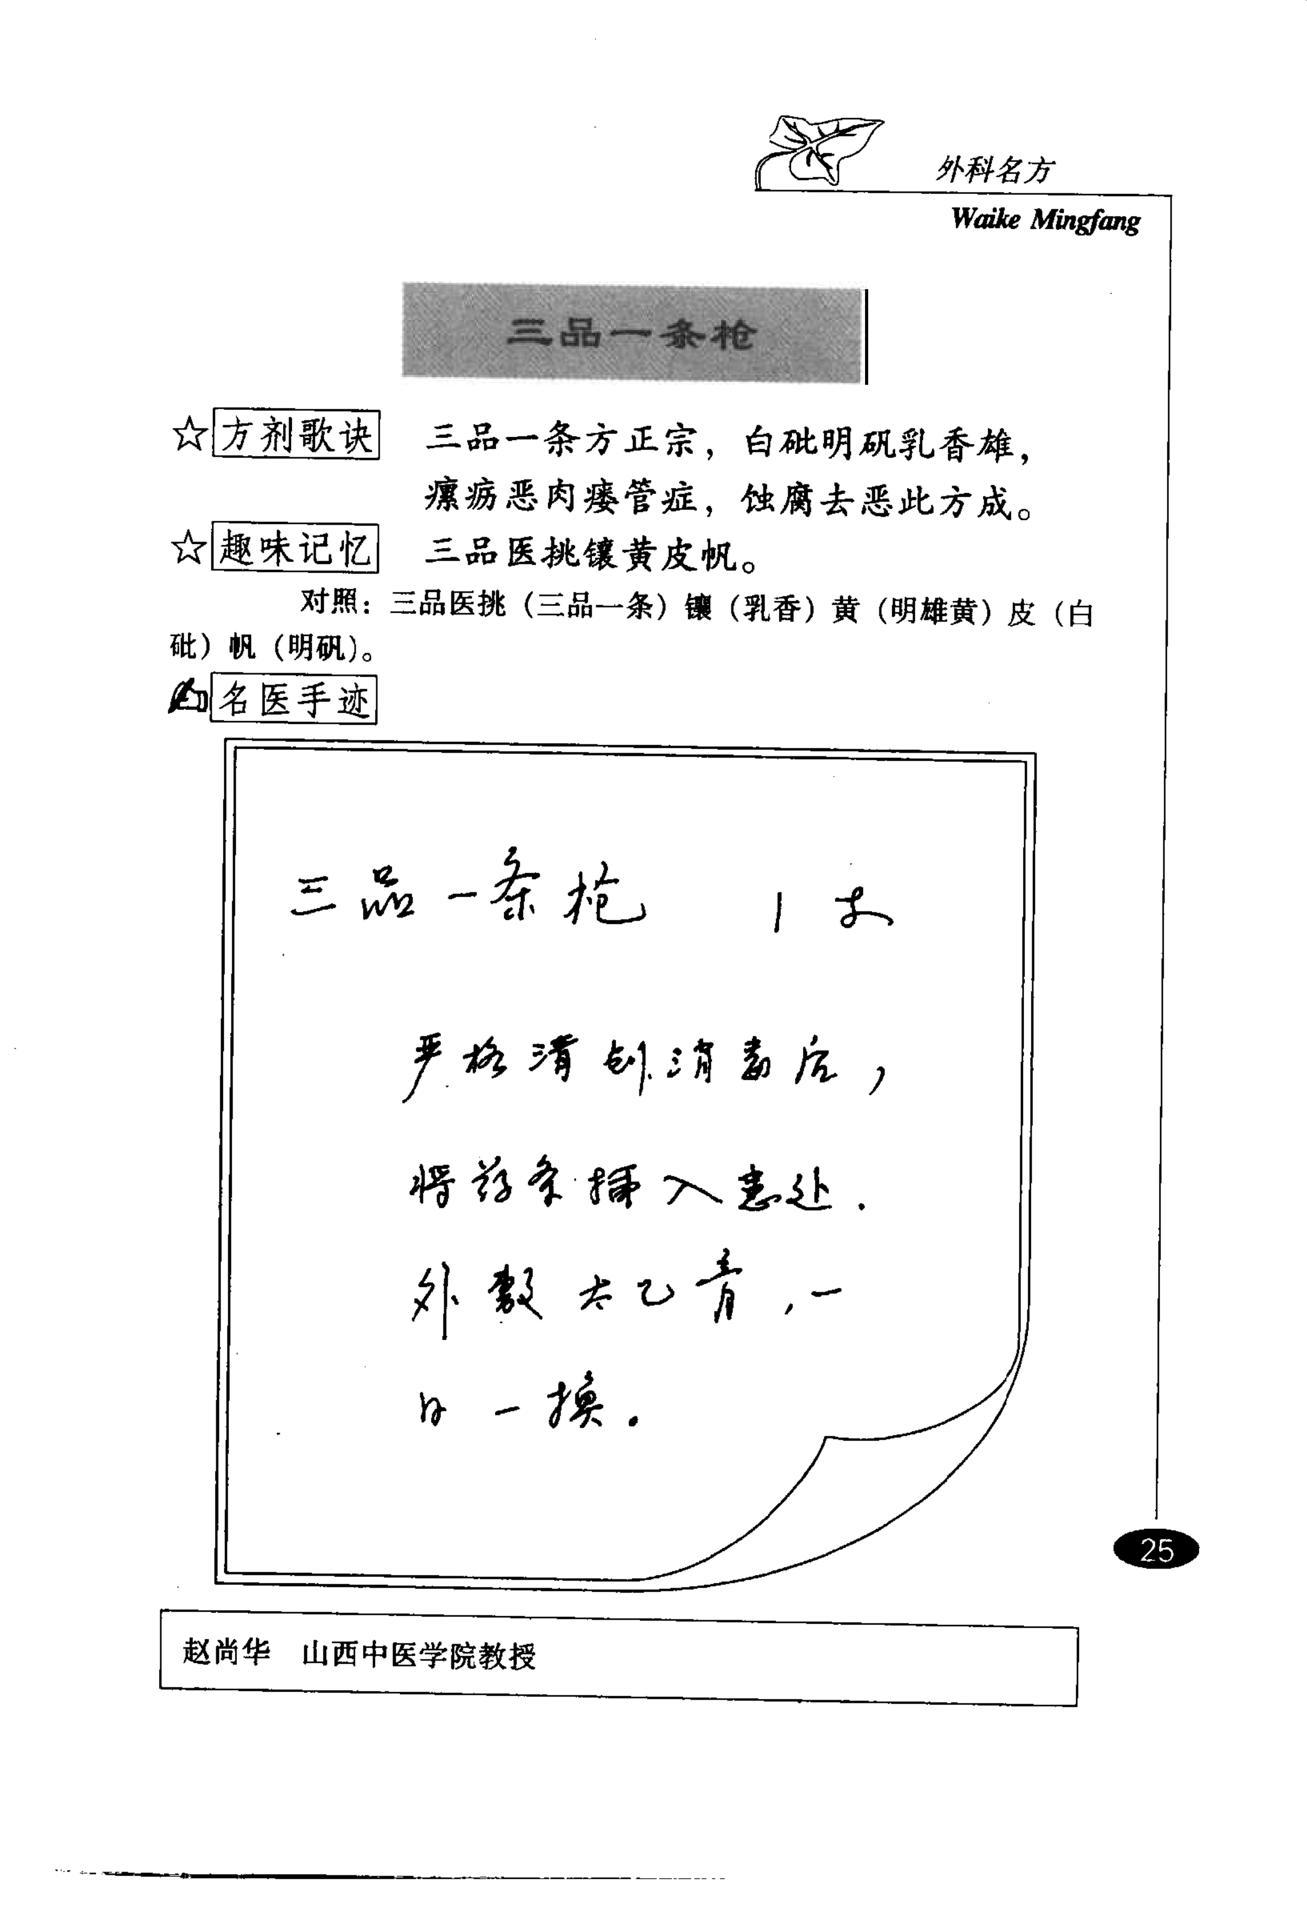 外科名方
Waike Mingfang
三品一条枪
☆方剂歌诀 三品一条方正宗，白砒明矾乳香雄，
瘰疬恶肉瘘管症，蚀腐去恶此方成。
☆趣味记忆 三品医挑镶黄皮帆。
对照：三品医挑（三品一条）镶（乳香）黄（明雄黄）皮（白
砒）帆（明矾）。
名医手迹
三品一条枪 1支
严格清创消毒后，
将药条插入患处.
外敷太乙膏，一
日一换。
25
赵尚华 山西中医学院教授